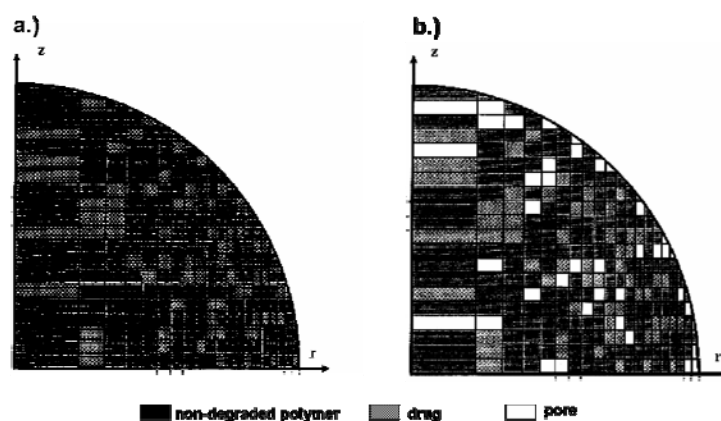 a.)
b.)
z
z
r
r
non-degraded polymer
drug
pore